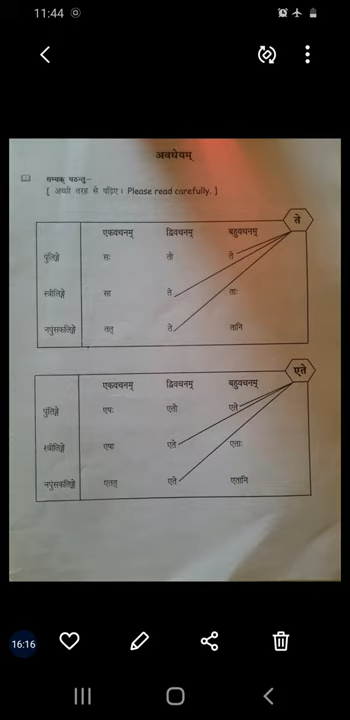 11:44
अवधेयम्
सम्यक् पठन्तु-
[ अच्छी तरह से पढ़िए। Please read carefully. ]
ते
एकवचनम् द्विवचनम् बहुवचनम्
पुंलिङ्गे सः तौ ते
स्त्रीलिङ्गे सा ते ताः
नपुंसकलिङ्गे तत् ते तानि
एते
एकवचनम् द्विवचनम् बहुवचनम्
पुंलिङ्गे एषः एतौ एते
स्त्रीलिङ्गे एषा एते एताः
नपुंसकलिङ्गे एतत् एते एतानि
16:16